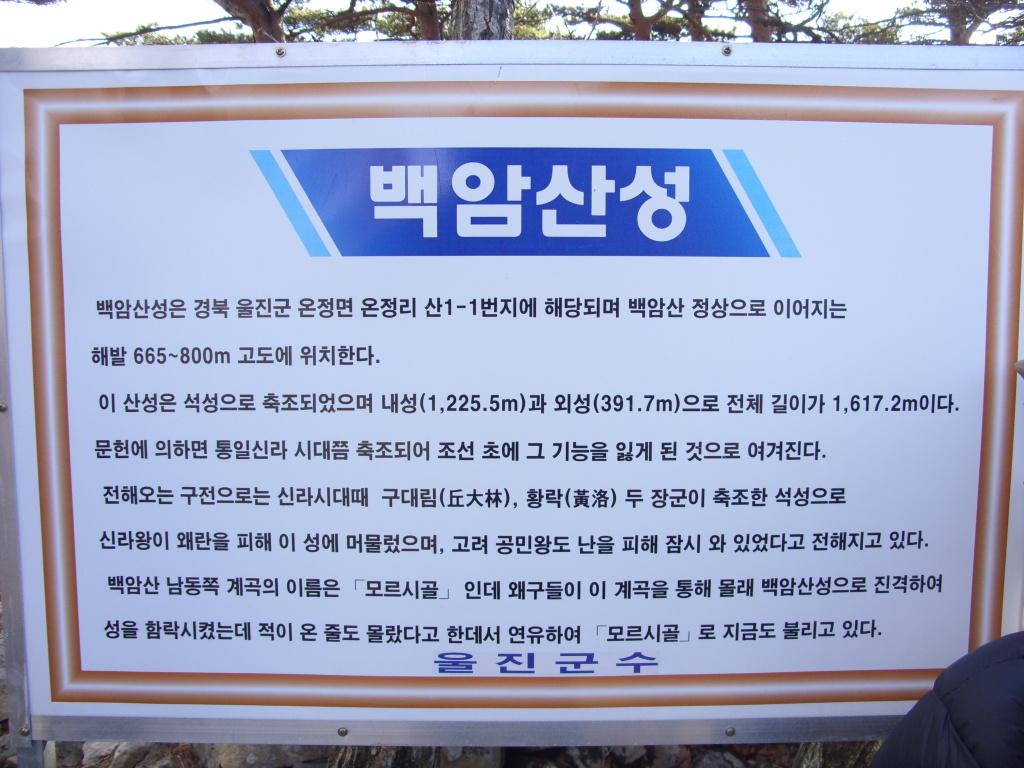 백암산성
백암산성은 경북 울진군 온정면 온정리 산1-1번지에 해당되며 백암산 정상으로 이어지는
해발 665~800m 고도에 위치한다.
이 산성은 석성으로 축조되었으며 내성(1,225.5m)과 외성(391.7m)으로 전체 길이가 1,617.2m이다.
문헌에 의하면 통일신라 시대쯤 축조되어 조선 초에 그 기능을 잃게 된 것으로 여겨진다.
전해오는 구전으로는 신라시대때 구대림(丘大林), 황락(黃洛) 두 장군이 축조한 석성으로
신라왕이 왜란을 피해 이 성에 머물렀으며, 고려 공민왕도 난을 피해 잠시 와 있었다고 전해지고 있다.
백암산 남동쪽 계곡의 이름은 「모르시골」 인데 왜구들이 이 계곡을 통해 몰래 백암산성으로 진격하여
성을 함락시켰는데 적이 온 줄도 몰랐다고 한데서 연유하여 「모르시골」로 지금도 불리고 있다.
울진군수